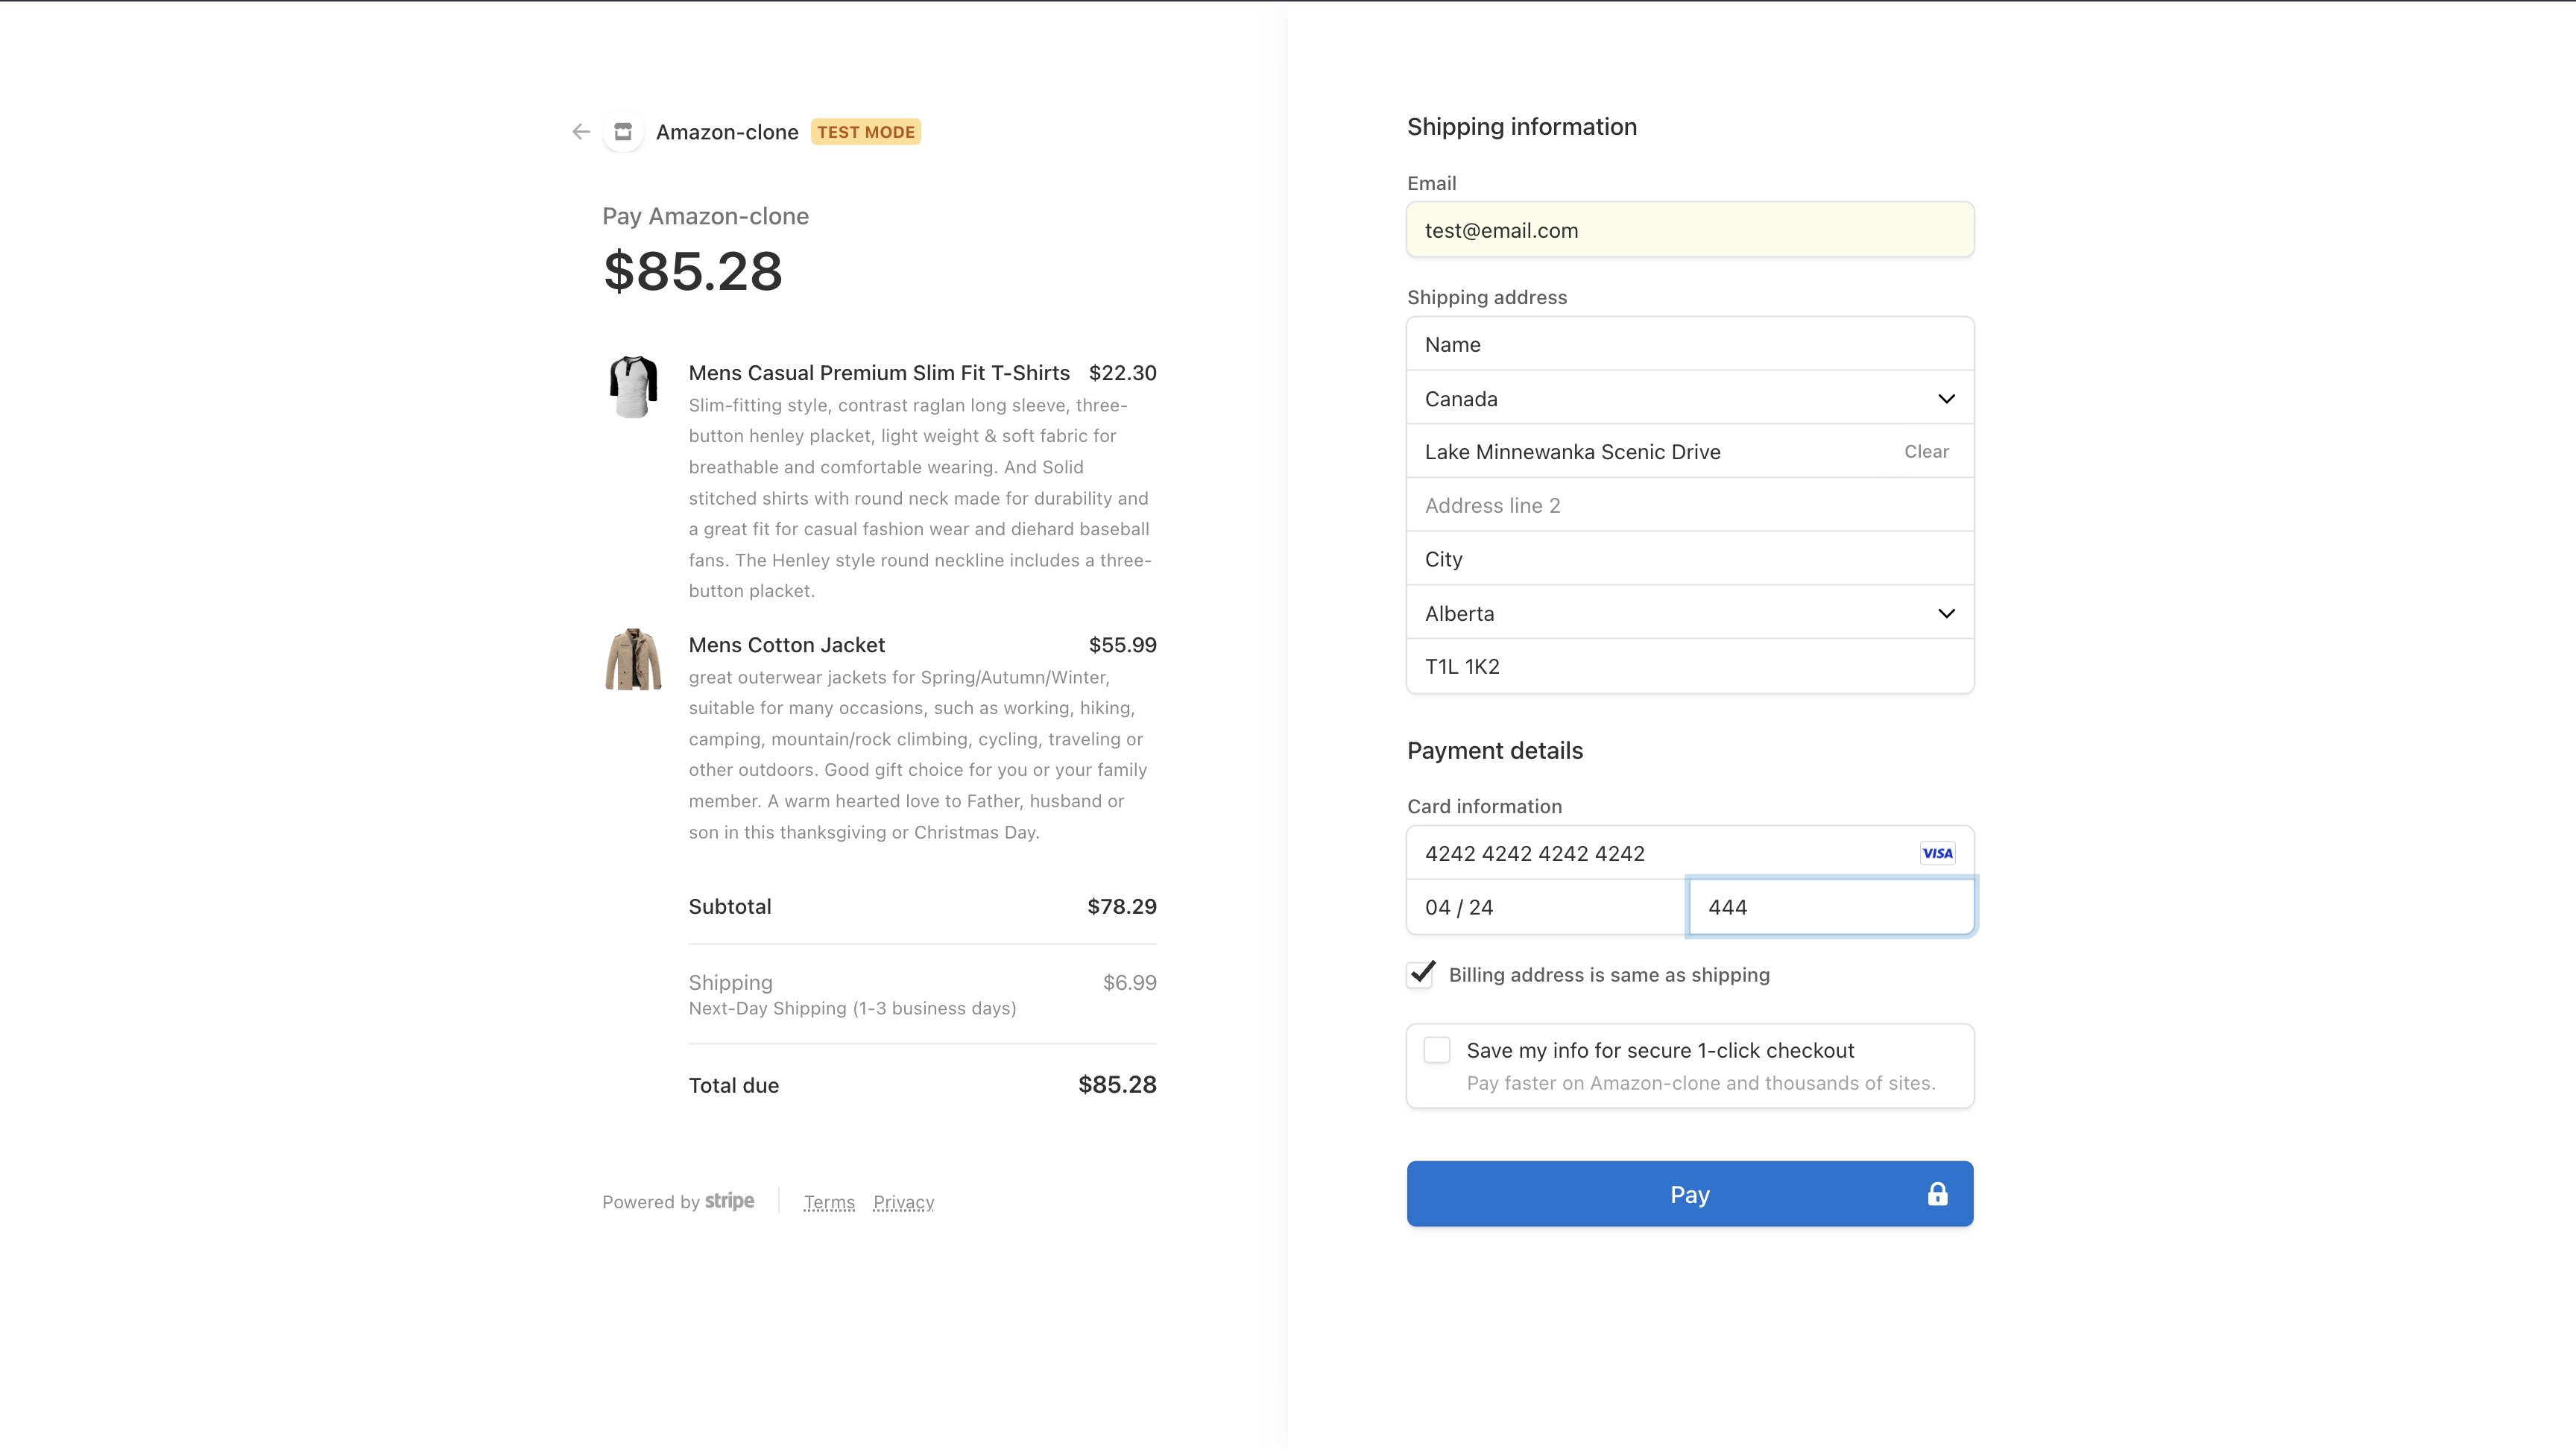 Amazon-clone TEST MODE
Pay Amazon-clone
$85.28
Mens Casual Premium Slim Fit T-Shirts $22.30
Slim-fitting style, contrast raglan long sleeve, three-
button henley placket, light weight & soft fabric for
breathable and comfortable wearing. And Solid
stitched shirts with round neck made for durability and
a great fit for casual fashion wear and diehard baseball
fans. The Henley style round neckline includes a three-
button placket.
Mens Cotton Jacket $55.99
great outerwear jackets for Spring/Autumn/Winter,
suitable for many occasions, such as working, hiking,
camping, mountain/rock climbing, cycling, traveling or
other outdoors. Good gift choice for you or your family
member. A warm hearted love to Father, husband or
son in this thanksgiving or Christmas Day.
Subtotal $78.29
Shipping $6.99
Next-Day Shipping (1-3 business days)
Total due $85.28
Powered by stripe Terms Privacy
Shipping information
Email
test@email.com
Shipping address
Name
Canada
Lake Minnewanka Scenic Drive Clear
Address line 2
City
Alberta
T1L 1K2
Payment details
Card information
4242 4242 4242 4242 VISA
04 / 24 444
Billing address is same as shipping
Save my info for secure 1-click checkout
Pay faster on Amazon-clone and thousands of sites.
Pay